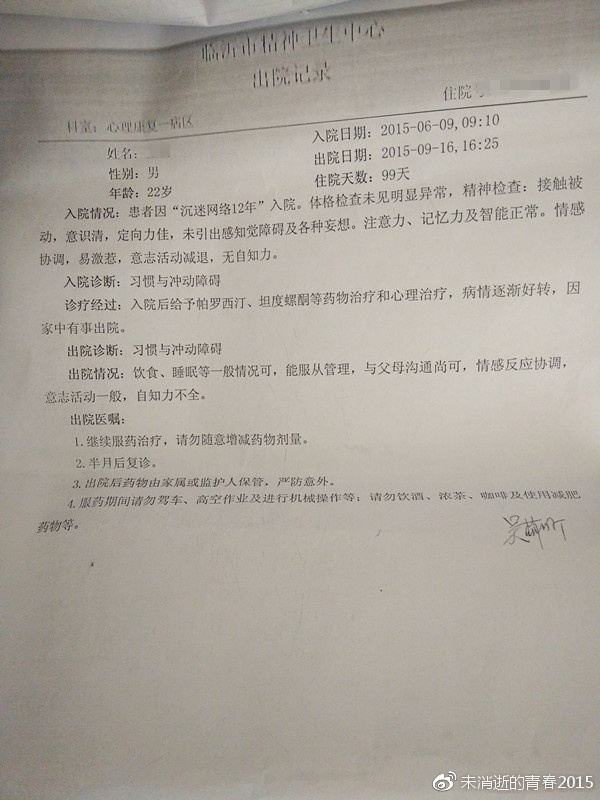 临沂市精神卫生中心
出院记录
住院号
科室：心理康复一病区
入院日期：2015-06-09,09:10
姓名：
出院日期：2015-09-16,16:25
性别：男
住院天数：99天
年龄：22岁
入院情况：患者因“沉迷网络12年”入院。体格检查未见明显异常，精神检查：接触被
动，意识清，定向力佳，未引出感知觉障碍及各种妄想。注意力、记忆力及智能正常。情感
协调，易激惹，意志活动减退，无自知力。
入院诊断：习惯与冲动障碍
诊疗经过：入院后给予帕罗西汀、坦度螺酮等药物治疗和心理治疗，病情逐渐好转，因
家中有事出院。
出院诊断：习惯与冲动障碍
出院情况：饮食、睡眠等一般情况可，能服从管理，与父母沟通尚可，情感反应协调，
意志活动一般，自知力不全。
出院医嘱：
1.继续服药治疗，请勿随意增减药物剂量。
2.半月后复诊。
3.出院后药物由家属或监护人保管，严防意外。
4.服药期间请勿驾车、高空作业及进行机械操作等；请勿饮酒、浓茶、咖啡及使用减肥
药物等。
@未消逝的青春2015